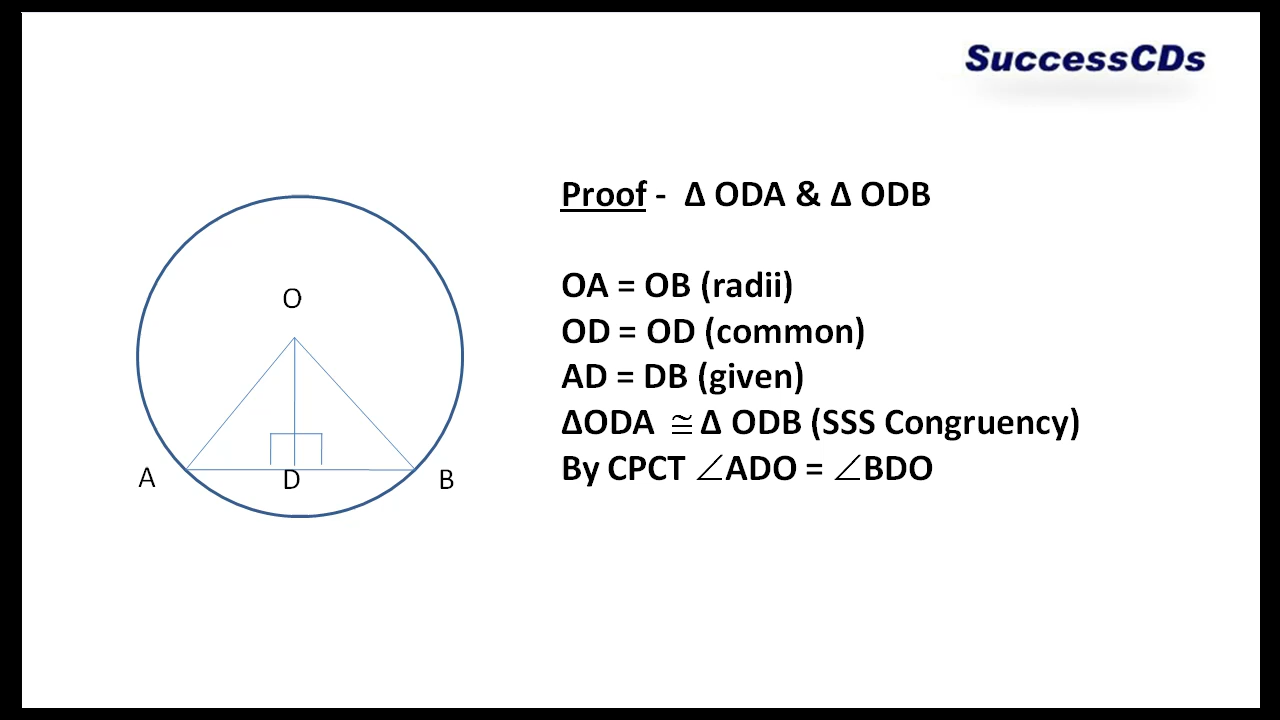 SuccessCDs
Proof - Δ ODA & Δ ODB
OA = OB (radii)
OD = OD (common)
AD = DB (given)
ΔODA ≅ Δ ODB (SSS Congruency)
By CPCT ∠ADO = ∠BDO
O
A
D
B